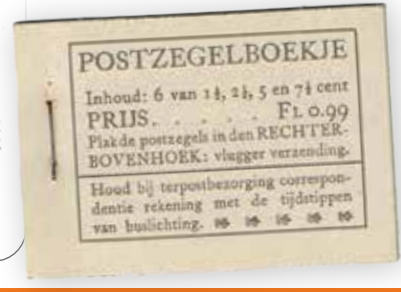 POSTZEGELBOEKJE
Inhoud: 6 van 1½, 2½, 5 en 7½ cent
PRIJS . . . . . FL 0.99
Plak de postzegels in den RECHTER-
BOVENHOEK: vlugger verzending.
Houd bij terpostbezorging correspon-
dentie rekening met de tijdstippen
van buslichting.